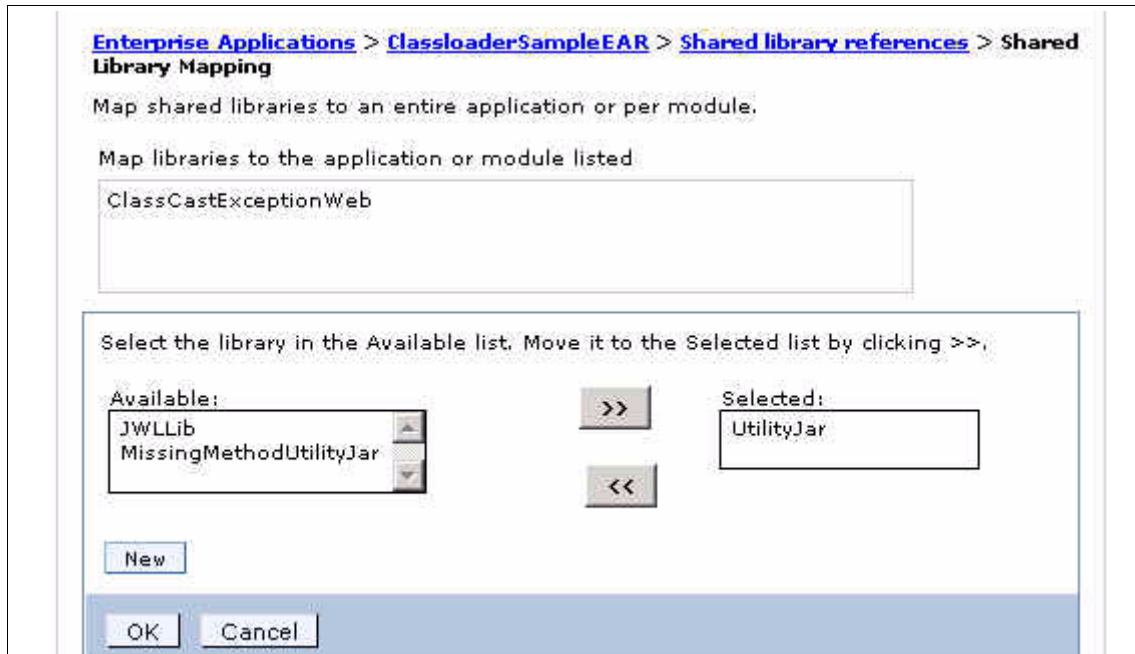 Enterprise Applications > ClassloaderSampleEAR > Shared library references > Shared
Library Mapping
Map shared libraries to an entire application or per module.
Map libraries to the application or module listed
ClassCastExceptionWeb
Select the library in the Available list. Move it to the Selected list by clicking >>.
Available:
JWLLib
MissingMethodUtilityJar
>>
<<
Selected:
UtilityJar
New
OK Cancel